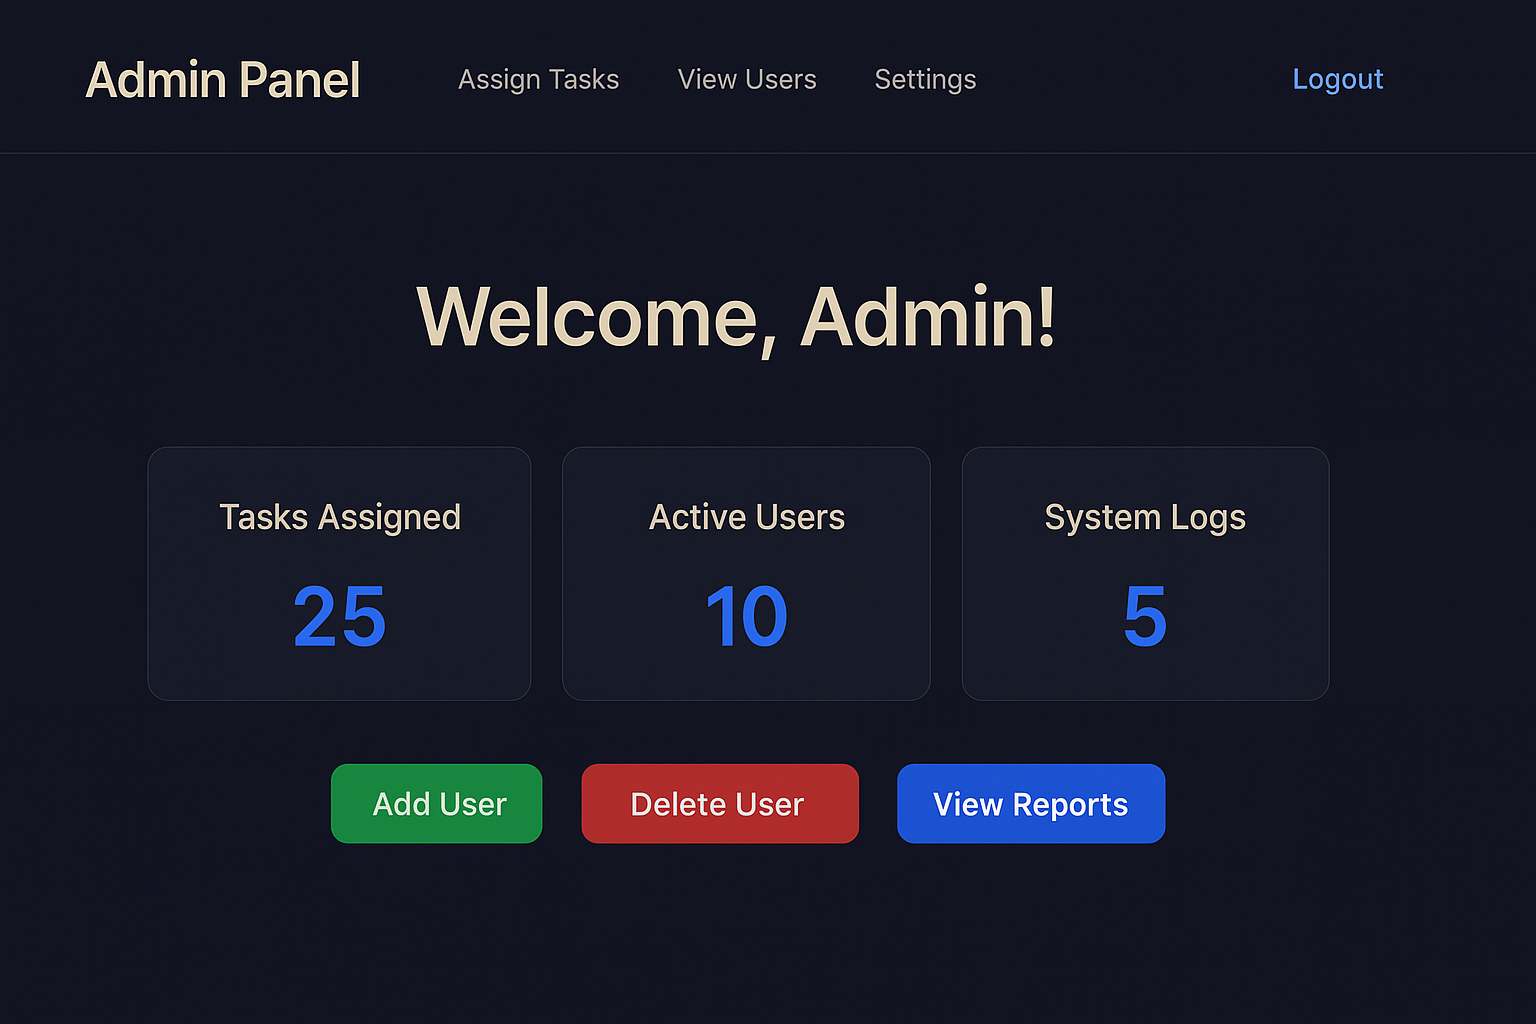 Admin Panel Assign Tasks View Users Settings Logout
Welcome, Admin!
Tasks Assigned
25
Active Users
10
System Logs
5
Add User Delete User View Reports